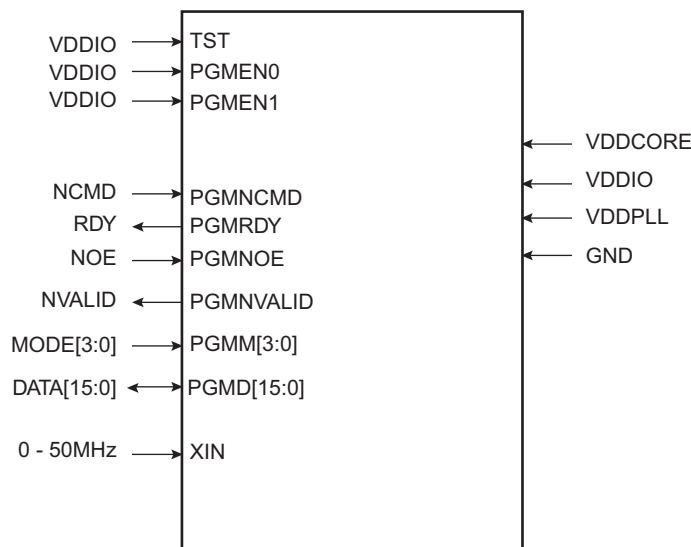 VDDIO TST
VDDIO PGMEN0
VDDIO PGMEN1
VDDCORE
VDDIO
NCMD PGMNCMD
VDDPLL
RDY PGMRDY
GND
NOE PGMNOE
NVALID PGMNVALID
MODE[3:0] PGMM[3:0]
DATA[15:0] PGMD[15:0]
0 - 50MHz XIN